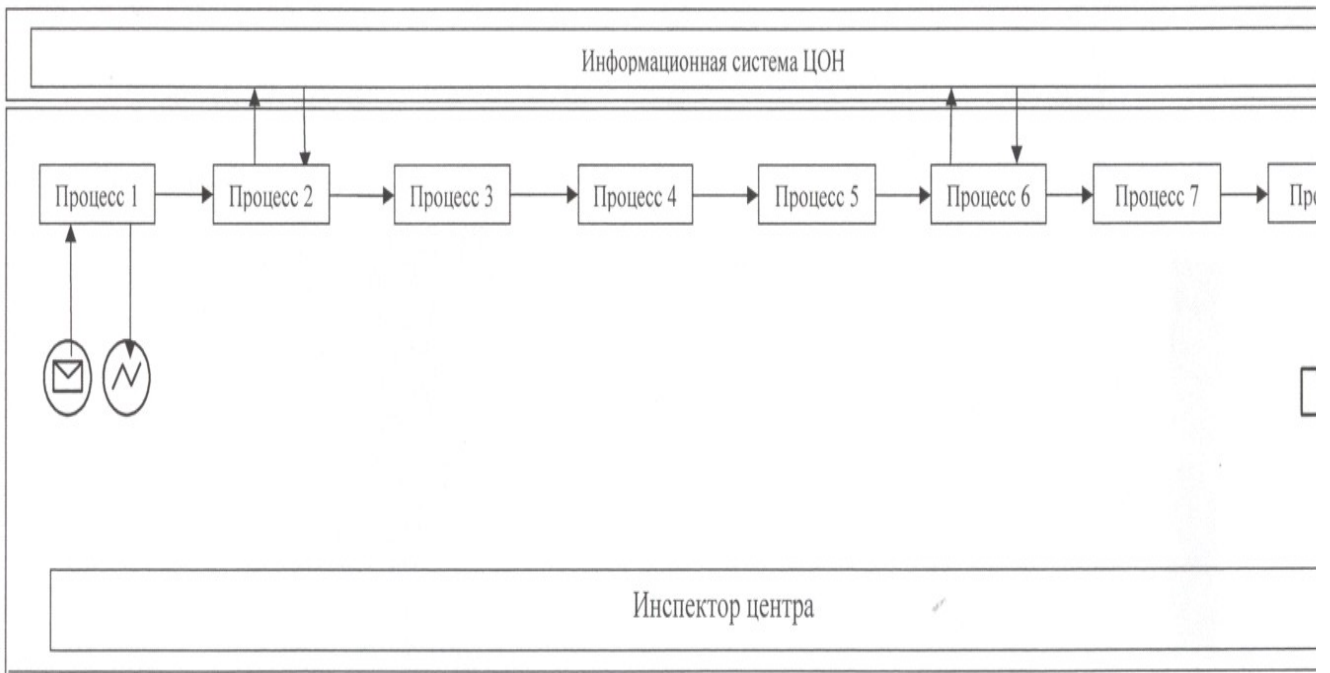 Информационная система ЦОН
Процесс 1
Процесс 2
Процесс 3
Процесс 4
Процесс 5
Процесс 6
Процесс 7
Инспектор центра